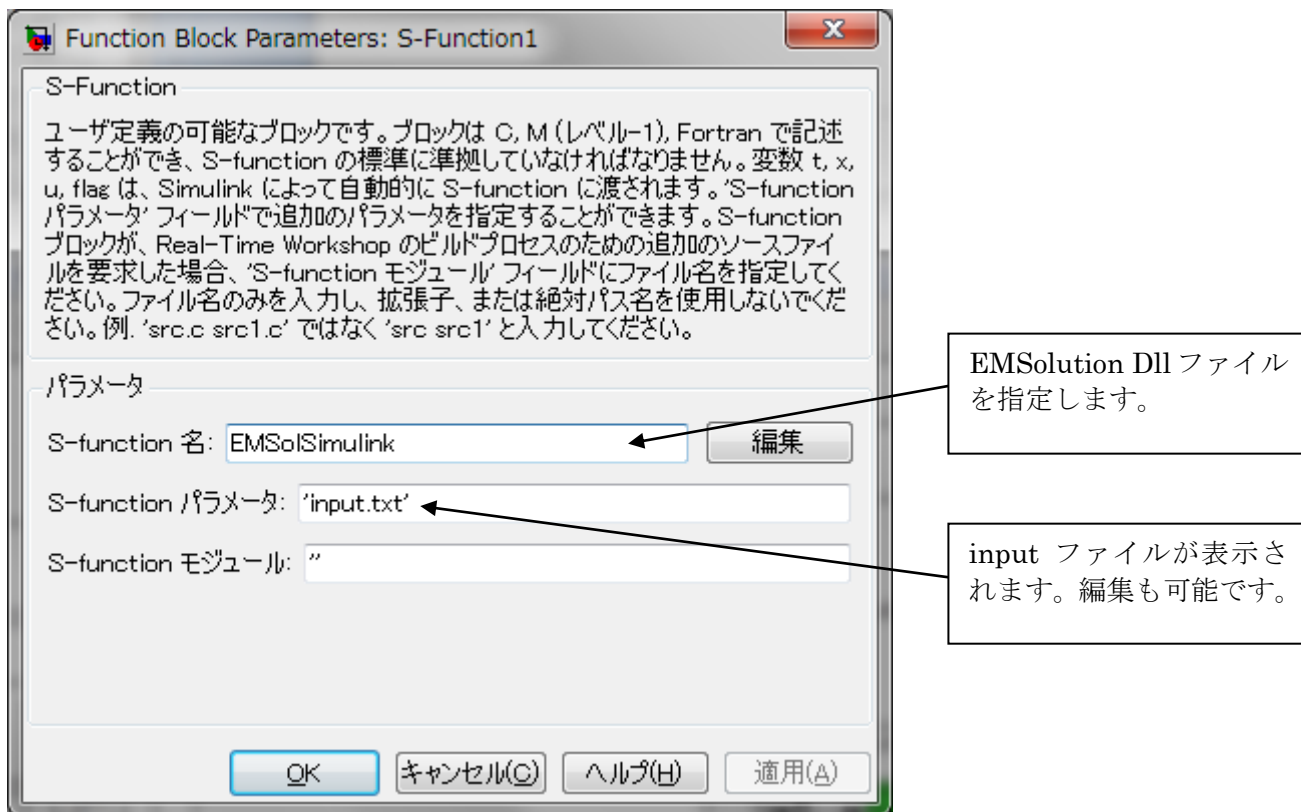 Function Block Parameters: S-Function1
x
S-Function
ユーザ定義の可能なブロックです。ブロックは C, M (レベル-1), Fortran で記述
することができ、S-function の標準に準拠していなければなりません。変数 t, x,
u, flag は、Simulink によって自動的に S-function に渡されます。'S-function
パラメータ' フィールドで追加のパラメータを指定することができます。S-function
ブロックが、Real-Time Workshop のビルドプロセスのための追加のソースファイ
ルを要求した場合、'S-function モジュール' フィールドにファイル名を指定してく
ださい。ファイル名のみを入力し、拡張子、または絶対パス名を使用しないでくだ
さい。例. 'src.c src1.c' ではなく 'src src1' と入力してください。
パラメータ
S-function 名: EMSolSimulink 編集
S-function パラメータ: 'input.txt'
S-function モジュール: ''
OK キャンセル(C) ヘルプ(H) 適用(A)
EMSolution Dll ファイル
を指定します。
input ファイルが表示さ
れます。編集も可能です。